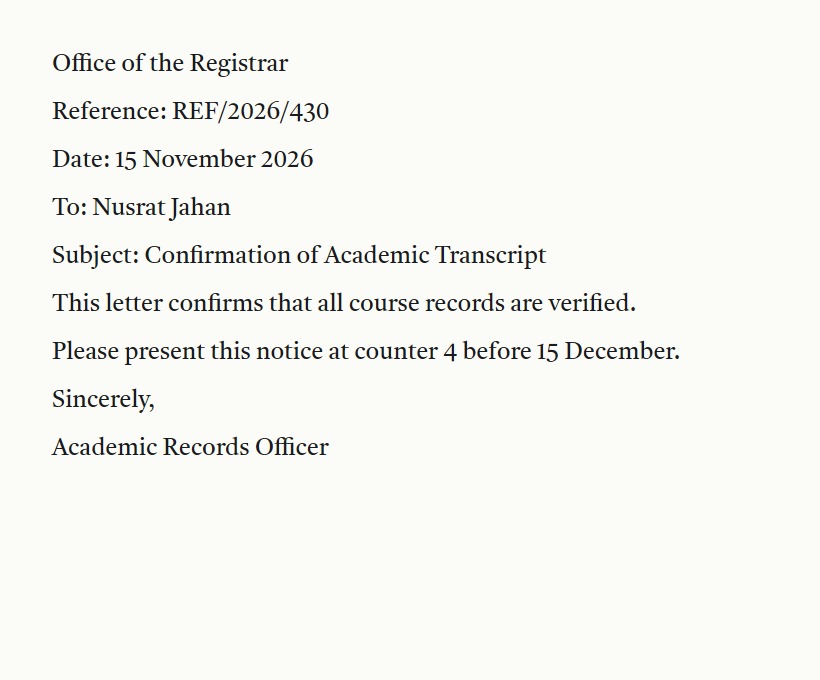 Office of the Registrar
Reference: REF/2026/430
Date: 15 November 2026
To: Nusrat Jahan
Subject: Confirmation of Academic Transcript
This letter confirms that all course records are verified.
Please present this notice at counter 4 before 15 December.
Sincerely,
Academic Records Officer